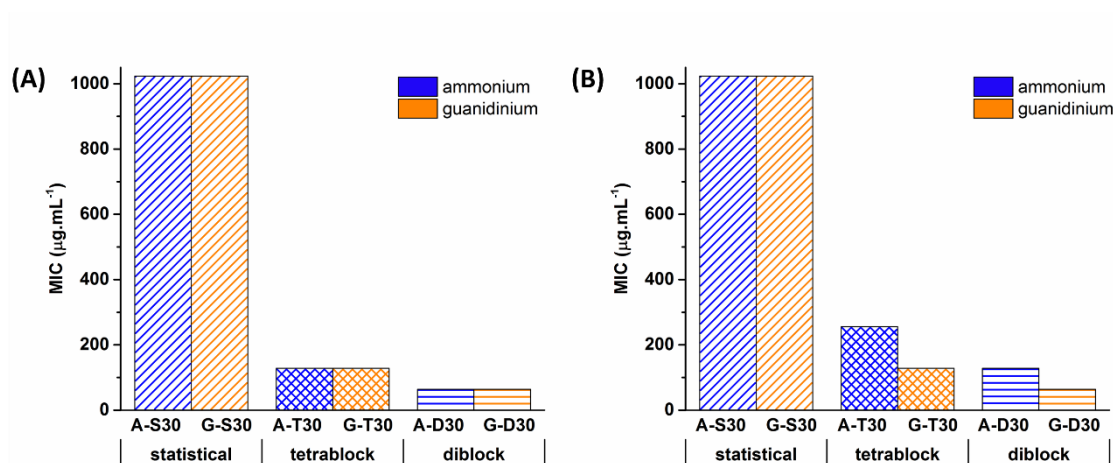 (A)
MIC (µg.mL⁻¹)
1000
800
600
400
200
0
ammonium
guanidinium
A-S30 G-S30 A-T30 G-T30 A-D30 G-D30
statistical tetrablock diblock
(B)
MIC (µg.mL⁻¹)
1000
800
600
400
200
0
ammonium
guanidinium
A-S30 G-S30 A-T30 G-T30 A-D30 G-D30
statistical tetrablock diblock